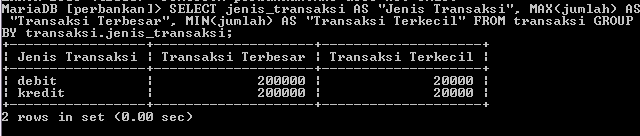 MariaDB [perbankan]> SELECT jenis_transaksi AS "Jenis Transaksi", MAX(jumlah) AS
"Transaksi Terbesar", MIN(jumlah) AS "Transaksi Terkecil" FROM transaksi GROUP
BY transaksi.jenis_transaksi;
+-----------------+--------------------+--------------------+
| Jenis Transaksi | Transaksi Terbesar | Transaksi Terkecil |
+-----------------+--------------------+--------------------+
| debit | 200000 | 20000 |
| kredit | 200000 | 20000 |
+-----------------+--------------------+--------------------+
2 rows in set (0.00 sec)